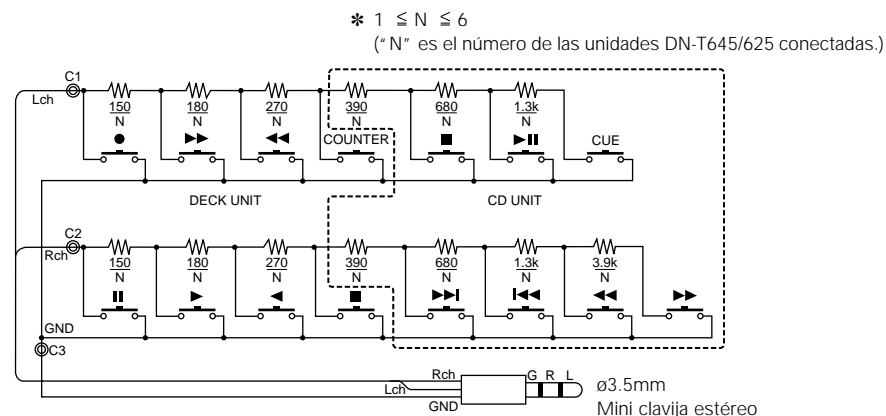 ✱ 1 ≦ N ≦ 6
("N" es el número de las unidades DN-T645/625 conectadas.)
C1
Lch
150 180 270 390 680 1.3k
N N N N N N
● ▶▶ ◀◀ COUNTER ■ ▶❚❚ CUE
DECK UNIT CD UNIT
C2
Rch
150 180 270 390 680 1.3k 3.9k
N N N N N N N
❚❚ ▶ ◀ ■ ▶▶❙ ❙◀◀ ◀◀ ▶▶
GND
C3
Rch G R L
Lch
GND
ø3.5mm
Mini clavija estéreo